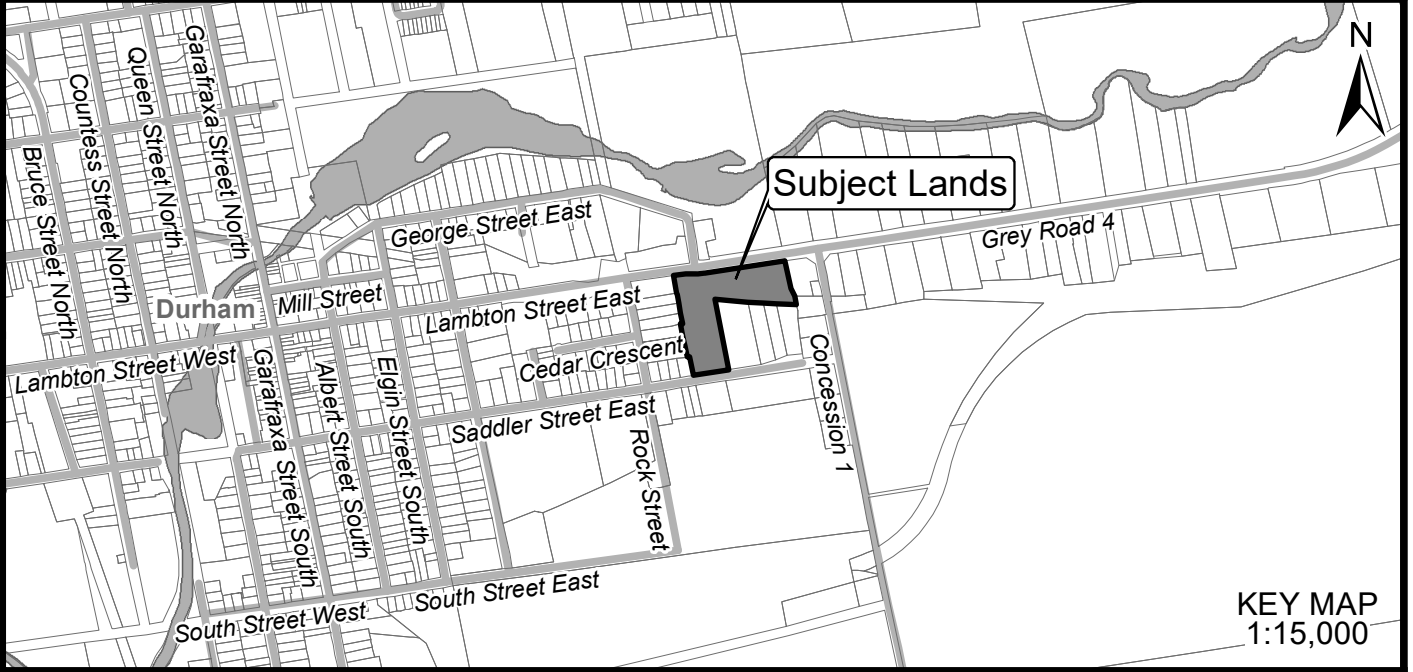 N
Garafraxa Street North
Queen Street North
Countess Street North
Bruce Street North
Subject Lands
George Street East
Grey Road 4
Durham
Mill Street
Lambton Street East
Lambton Street West
Cedar Crescent
Concession 1
Garafraxa Street South
Albert Street South
Elgin Street South
Saddler Street East
Rock Street
South Street East
South Street West
KEY MAP
1:15,000